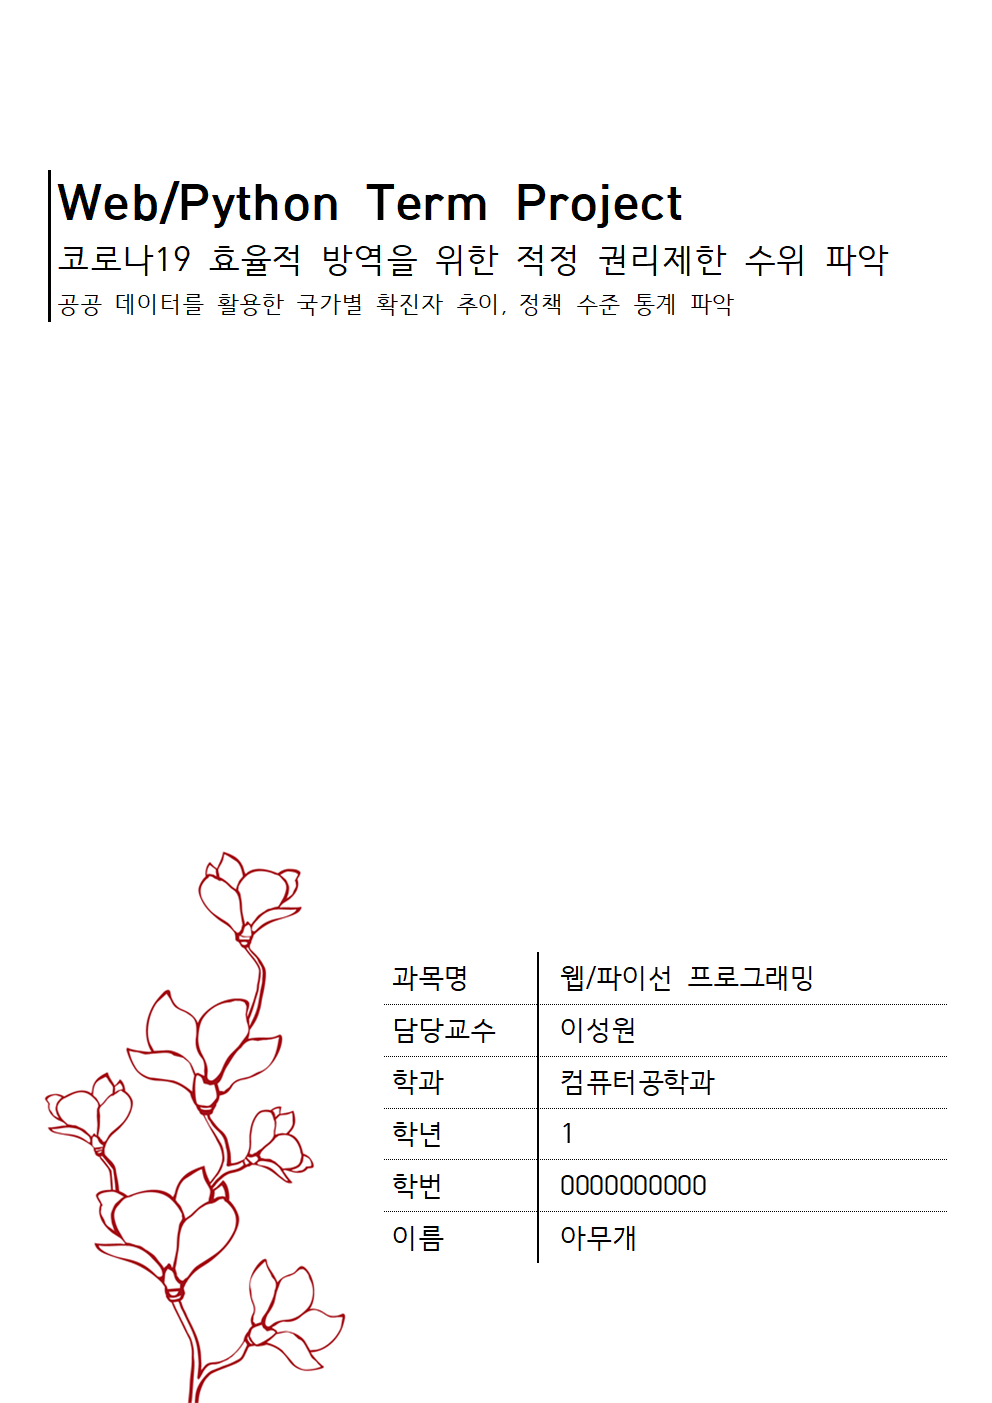 Web/Python Term Project
코로나19 효율적 방역을 위한 적정 권리제한 수위 파악
공공 데이터를 활용한 국가별 확진자 추이, 정책 수준 통계 파악
과목명 웹/파이선 프로그래밍
담당교수 이성원
학과 컴퓨터공학과
학년 1
학번 0000000000
이름 아무개